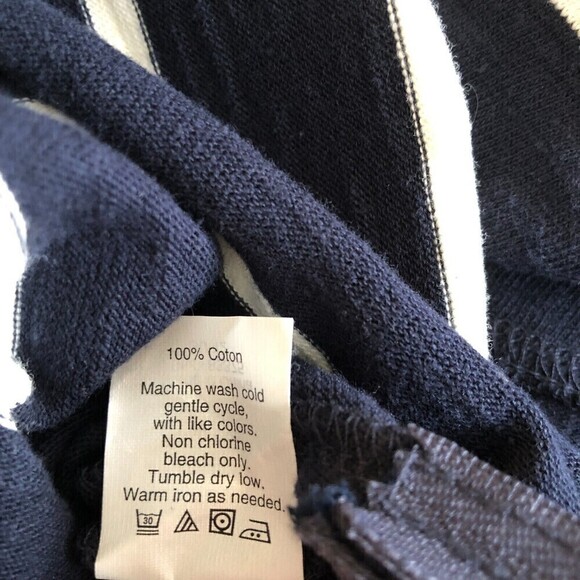 100% Coton
Machine wash cold
gentle cycle,
with like colors.
Non chlorine
bleach only.
Tumble dry low.
Warm iron as needed.
30